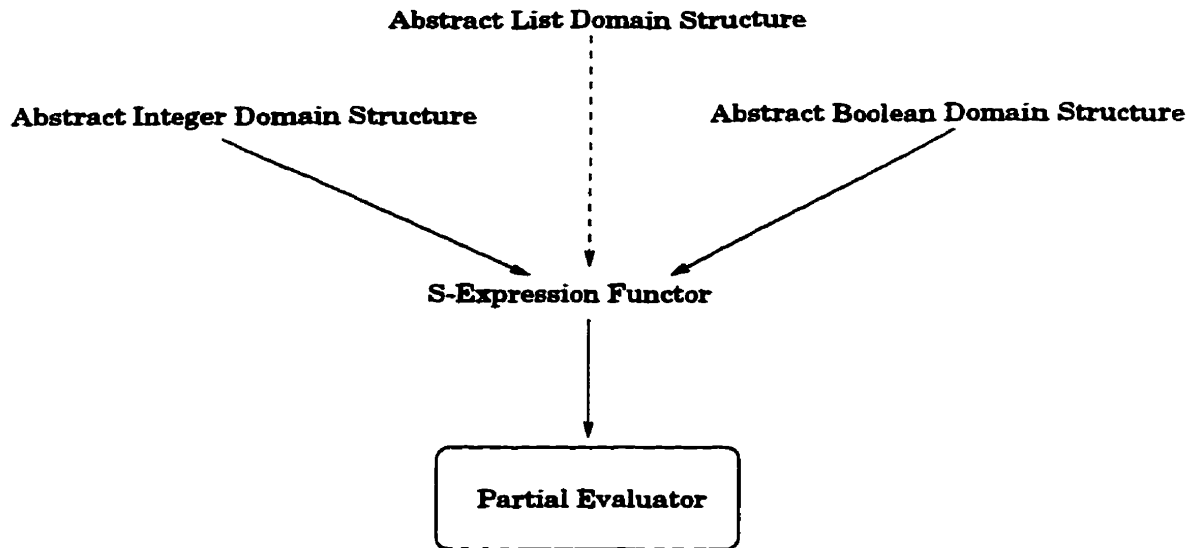 Abstract List Domain Structure
Abstract Integer Domain Structure
Abstract Boolean Domain Structure
S-Expression Functor
Partial Evaluator